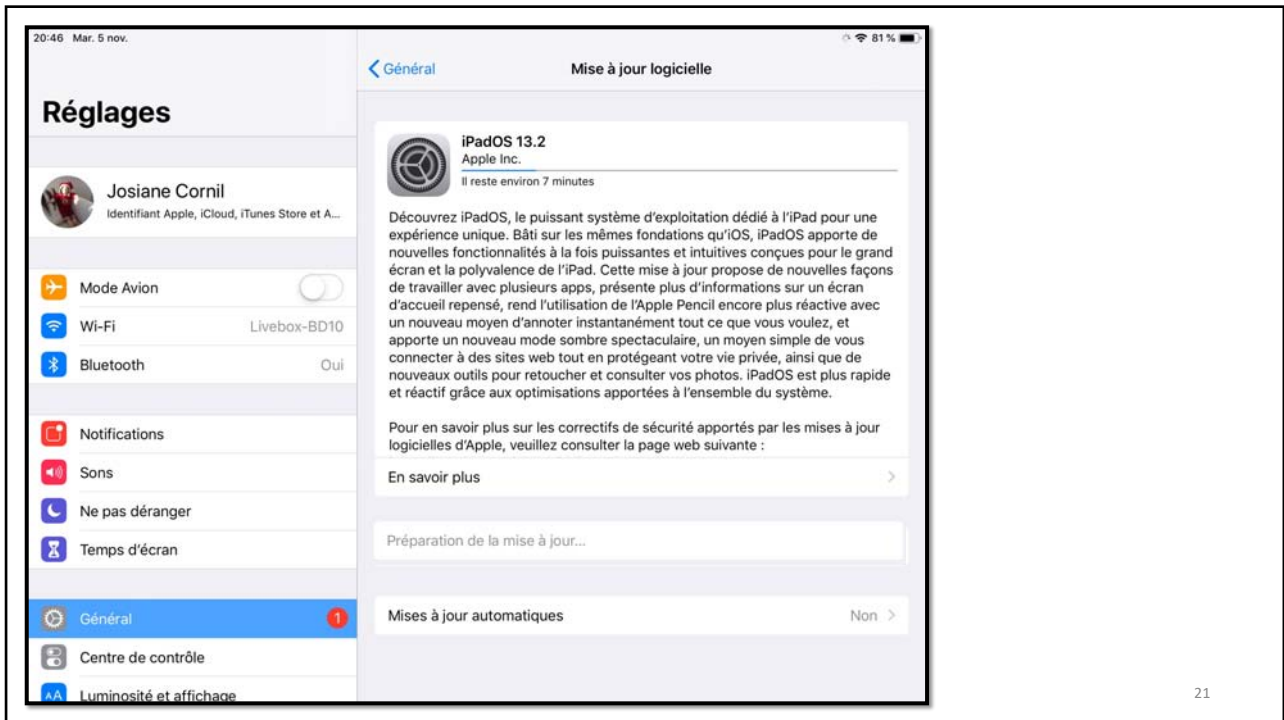 20:46 Mar. 5 nov.
81 %
Réglages
Josiane Cornil
Identifiant Apple, iCloud, iTunes Store et A...
Mode Avion
Wi-Fi Livebox-BD10
Bluetooth Oui
Notifications
Sons
Ne pas déranger
Temps d’écran
Général 1
Centre de contrôle
AA Luminosité et affichage
Général Mise à jour logicielle
iPadOS 13.2
Apple Inc.
Il reste environ 7 minutes
Découvrez iPadOS, le puissant système d’exploitation dédié à l’iPad pour une
expérience unique. Bâti sur les mêmes fondations qu’iOS, iPadOS apporte de
nouvelles fonctionnalités à la fois puissantes et intuitives conçues pour le grand
écran et la polyvalence de l’iPad. Cette mise à jour propose de nouvelles façons
de travailler avec plusieurs apps, présente plus d’informations sur un écran
d’accueil repensé, rend l’utilisation de l’Apple Pencil encore plus réactive avec
un nouveau moyen d’annoter instantanément tout ce que vous voulez, et
apporte un nouveau mode sombre spectaculaire, un moyen simple de vous
connecter à des sites web tout en protégeant votre vie privée, ainsi que de
nouveaux outils pour retoucher et consulter vos photos. iPadOS est plus rapide
et réactif grâce aux optimisations apportées à l’ensemble du système.
Pour en savoir plus sur les correctifs de sécurité apportés par les mises à jour
logicielles d’Apple, veuillez consulter la page web suivante :
En savoir plus
Préparation de la mise à jour...
Mises à jour automatiques Non
21